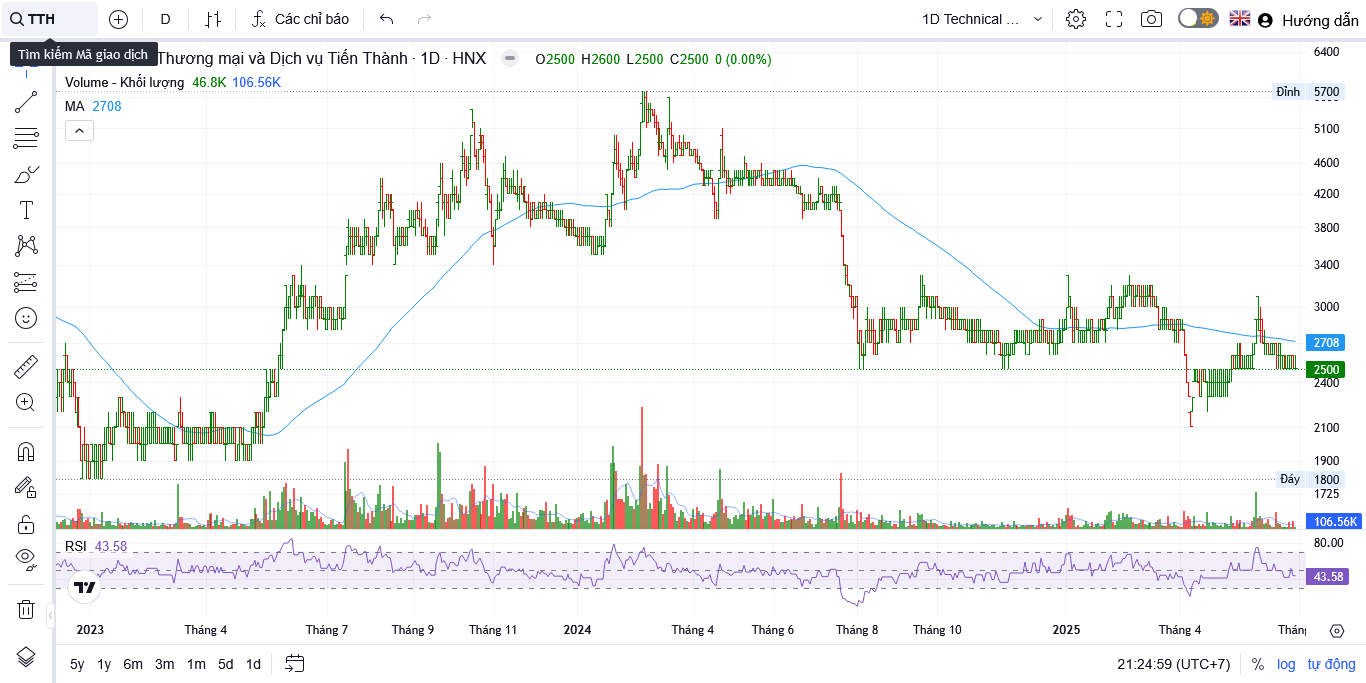 TTH
D
Các chỉ báo
1D Technical ...
Hướng dẫn
Tìm kiếm Mã giao dịch
Thương mại và Dịch vụ Tiến Thành · 1D · HNX
O2500 H2600 L2500 C2500 0 (0.00%)
Volume - Khối lượng 46.8K 106.56K
MA 2708
6400
Đỉnh 5700
5100
4600
4200
3800
3400
3000
2708
2500
2400
2100
1900
Đáy 1800
1725
106.56K
RSI 43.58
80.00
43.58
2023
Tháng 4
Tháng 7
Tháng 9
Tháng 11
2024
Tháng 4
Tháng 6
Tháng 8
Tháng 10
2025
Tháng 4
5y 1y 6m 3m 1m 5d 1d
21:24:59 (UTC+7)
% log tự động